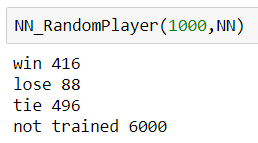 NN_RandomPlayer(1000,NN)
win 416
lose 88
tie 496
not trained 6000